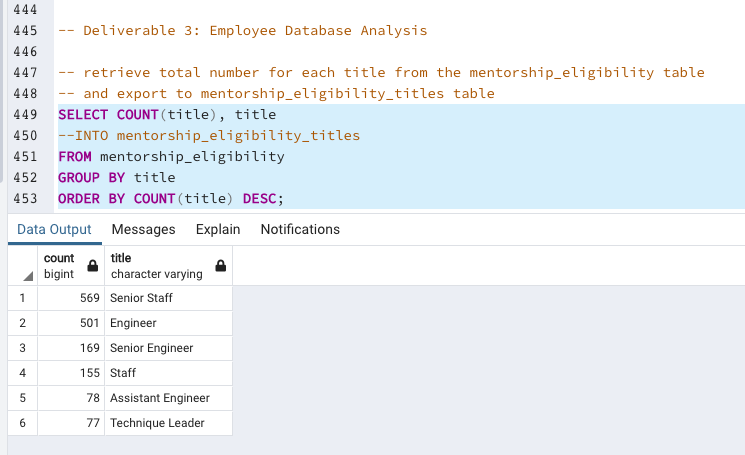 444
445 -- Deliverable 3: Employee Database Analysis
446
447 -- retrieve total number for each title from the mentorship_eligibility table
448 -- and export to mentorship_eligibility_titles table
449 SELECT COUNT(title), title
450 --INTO mentorship_eligibility_titles
451 FROM mentorship_eligibility
452 GROUP BY title
453 ORDER BY COUNT(title) DESC;
Data Output Messages Explain Notifications
count title
bigint character varying
1 569 Senior Staff
2 501 Engineer
3 169 Senior Engineer
4 155 Staff
5 78 Assistant Engineer
6 77 Technique Leader